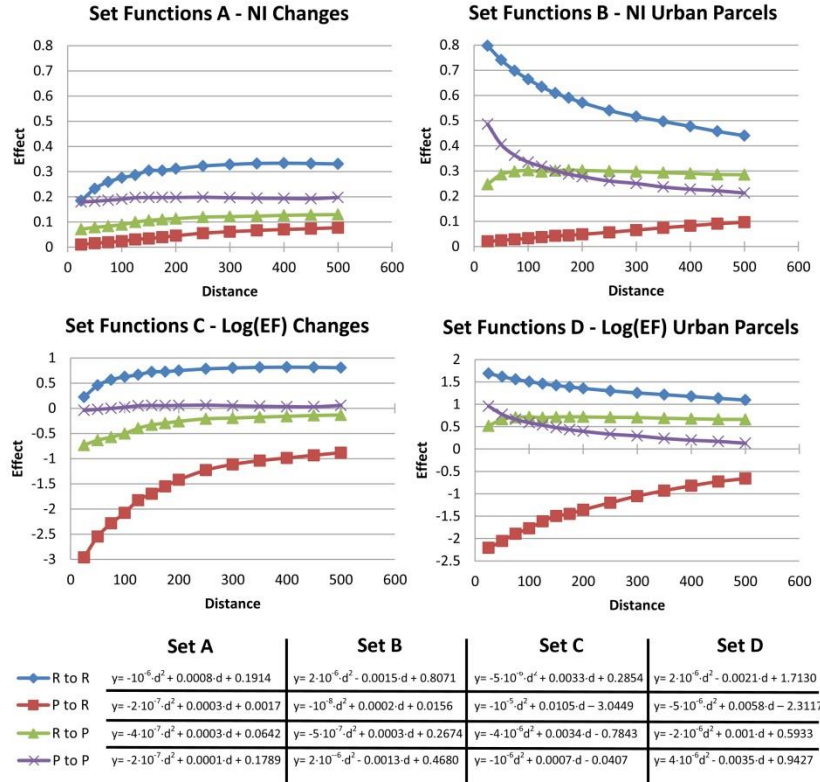 Set Functions A - NI Changes
0.8
0.7
0.6
0.5
0.4
0.3
0.2
0.1
0
Effect
0 100 200 300 400 500 600
Distance
Set Functions B - NI Urban Parcels
0.8
0.7
0.6
0.5
0.4
0.3
0.2
0.1
0
Effect
0 100 200 300 400 500 600
Distance
Set Functions C - Log(EF) Changes
1
0.5
0
-0.5
-1
-1.5
-2
-2.5
-3
Effect
0 100 200 300 400 500 600
Distance
Set Functions D - Log(EF) Urban Parcels
2
1.5
1
0.5
0
-0.5
-1
-1.5
-2
-2.5
Effect
0 100 200 300 400 500 600
Distance
Set A Set B Set C Set D
R to R y= -10⁻⁶·d² + 0.0008·d + 0.1914 y= 2·10⁻⁶·d² - 0.0015·d + 0.8071 y= -5·10⁻⁶·d² + 0.0033·d + 0.2854 y= 2·10⁻⁶·d² - 0.0021·d + 1.7130
P to R y= -2·10⁻⁷·d² + 0.0003·d + 0.0017 y= -10⁻⁸·d² + 0.0002·d + 0.0156 y= -10⁻⁵·d² + 0.0105·d - 3.0449 y= -5·10⁻⁶·d² + 0.0058·d - 2.3117
R to P y= -4·10⁻⁷·d² + 0.0003·d + 0.0642 y= -5·10⁻⁷·d² + 0.0003·d + 0.2674 y= -4·10⁻⁶·d² + 0.0034·d - 0.7843 y= -2·10⁻⁶·d² + 0.001·d + 0.5933
P to P y= -2·10⁻⁷·d² + 0.0001·d + 0.1789 y= 2·10⁻⁶·d² - 0.0013·d + 0.4680 y= -10⁻⁶·d² + 0.0007·d - 0.0407 y= 4·10⁻⁶·d² - 0.0035·d + 0.9427